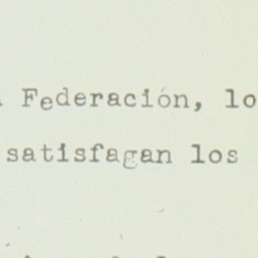 Federación, lo
satisfagan los